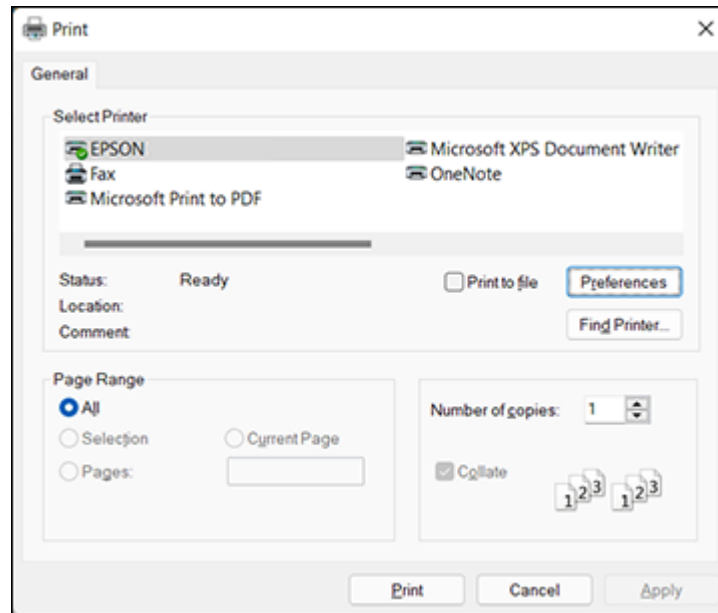 Print
General
Select Printer
EPSON
Microsoft XPS Document Writer
Fax
OneNote
Microsoft Print to PDF
Status: Ready
Print to file
Preferences
Location:
Comment:
Find Printer...
Page Range
All
Selection
Current Page
Pages:
Number of copies: 1
Collate
1 2 3 1 2 3
Print
Cancel
Apply